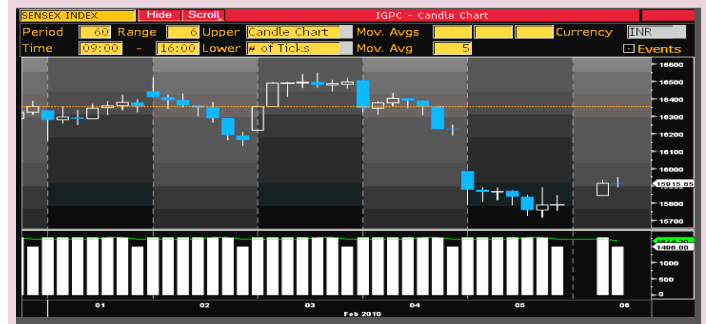 SENSEX INDEX Hide Scroll IGPC - Candle Chart
Period 60 Range 6 Upper Candle Chart Mov. Avgs Currency INR
Time 09:00 - 16:00 Lower # of Ticks Mov. Avg 5 Events
16600
16500
16400
16300
16200
16100
16000
15915.65
15800
15700
1496.00
1000
500
0
01 02 03 04 05 06
Feb 2010